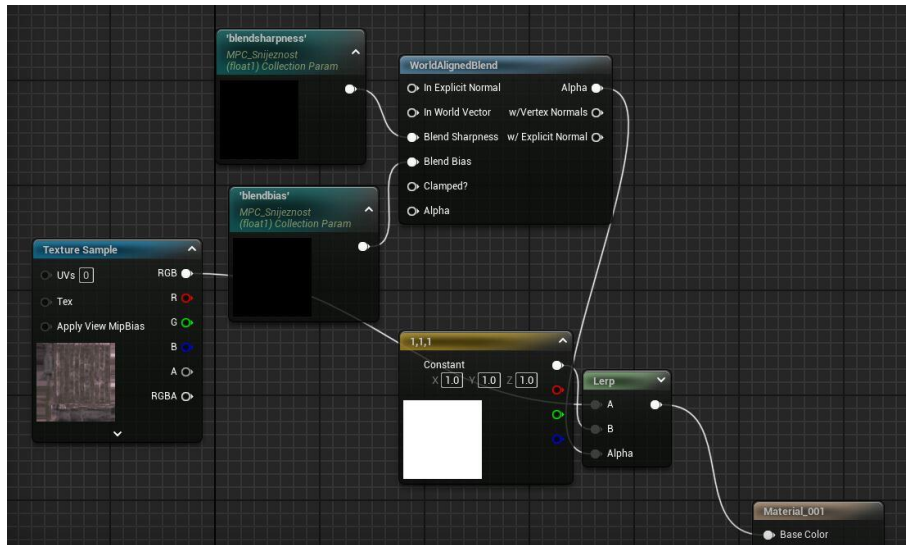 'blendsharpness'
MPC_Snijeznost
(float1) Collection Param
WorldAlignedBlend
In Explicit Normal
Alpha
In World Vector
w/Vertex Normals
Blend Sharpness
w/ Explicit Normal
Blend Bias
Clamped?
Alpha
'blendbias'
MPC_Snijeznost
(float1) Collection Param
Texture Sample
UVs 0
RGB
Tex
R
Apply View MipBias
G
B
A
RGBA
1,1,1
Constant
X 1.0 Y 1.0 Z 1.0
Lerp
A
B
Alpha
Material_001
Base Color